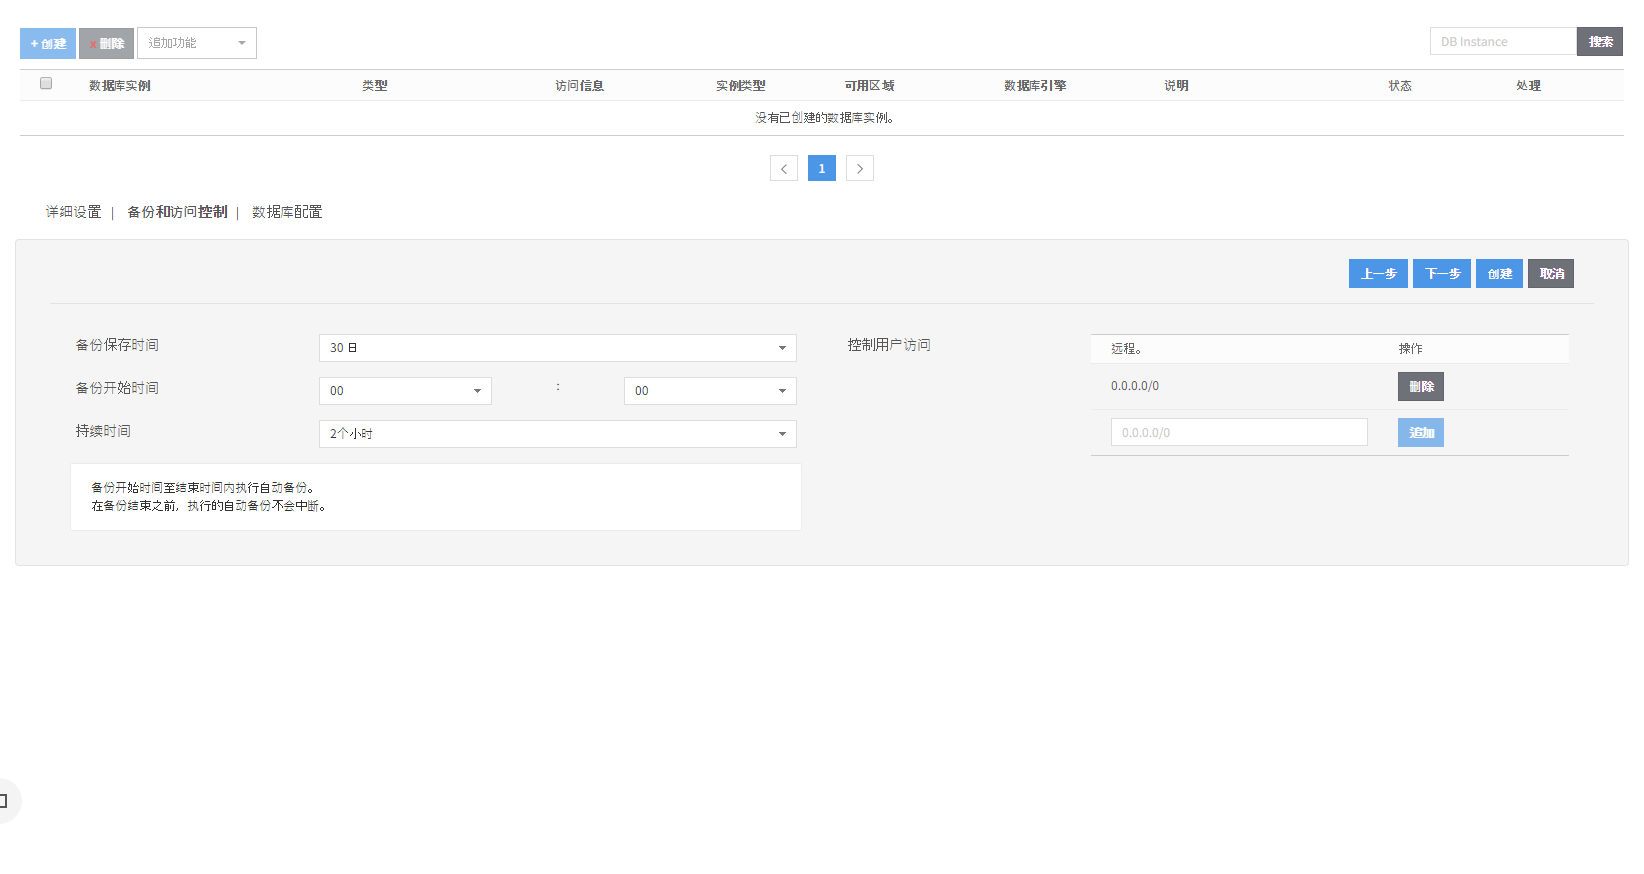 + 创建 x 删除 追加功能 DB Instance 搜索
数据库实例 类型 访问信息 实例类型 可用区域 数据库引擎 说明 状态 处理
没有已创建的数据库实例。
1
详细设置 | 备份和访问控制 | 数据库配置
上一步 下一步 创建 取消
备份保存时间 30 日 控制用户访问 远程。 操作
备份开始时间 00 : 00 0.0.0.0/0 删除
持续时间 2个小时 0.0.0.0/0 追加
备份开始时间至结束时间内执行自动备份。
在备份结束之前，执行的自动备份不会中断。